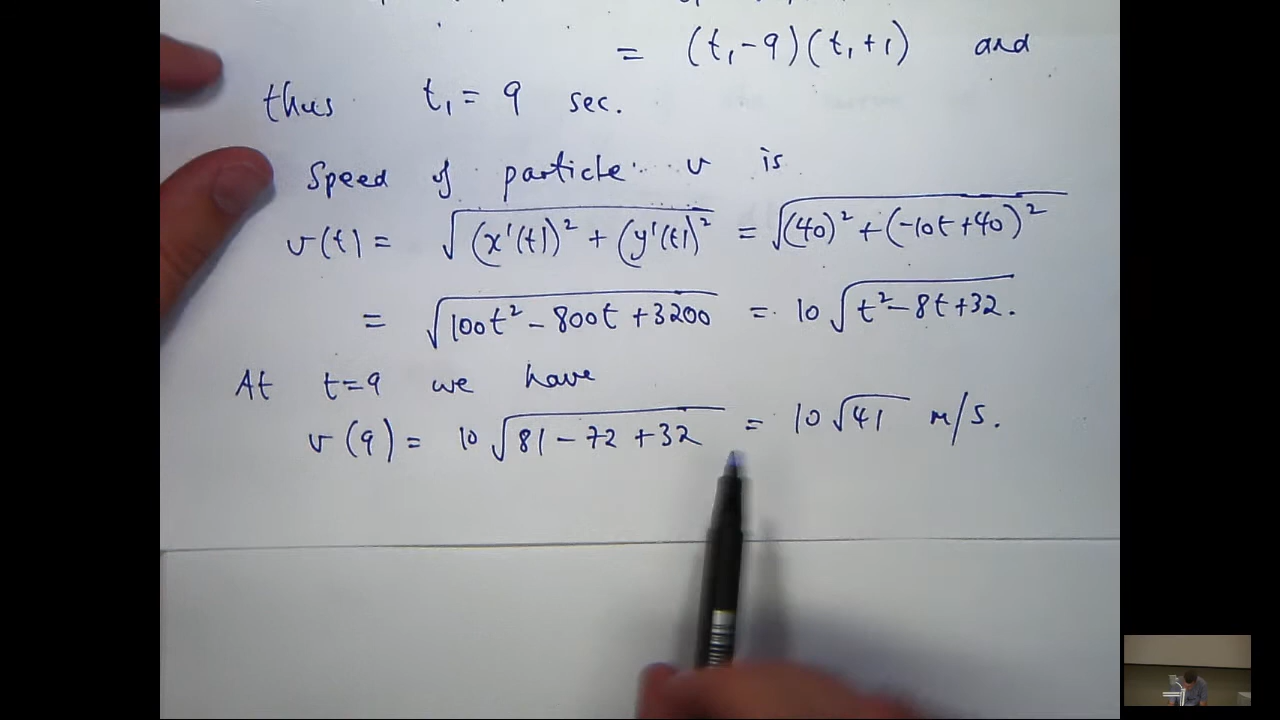 = (t₁-9)(t₁+1) and
thus t₁ = 9 sec.
Speed of particle v is
v(t) = √((x'(t))² + (y'(t))²) = √((40)² + (-10t+40)²)
= √(100t² - 800t + 3200) = 10 √(t² - 8t + 32).
At t=9 we have
v(9) = 10 √(81 - 72 + 32) = 10 √41 m/s.